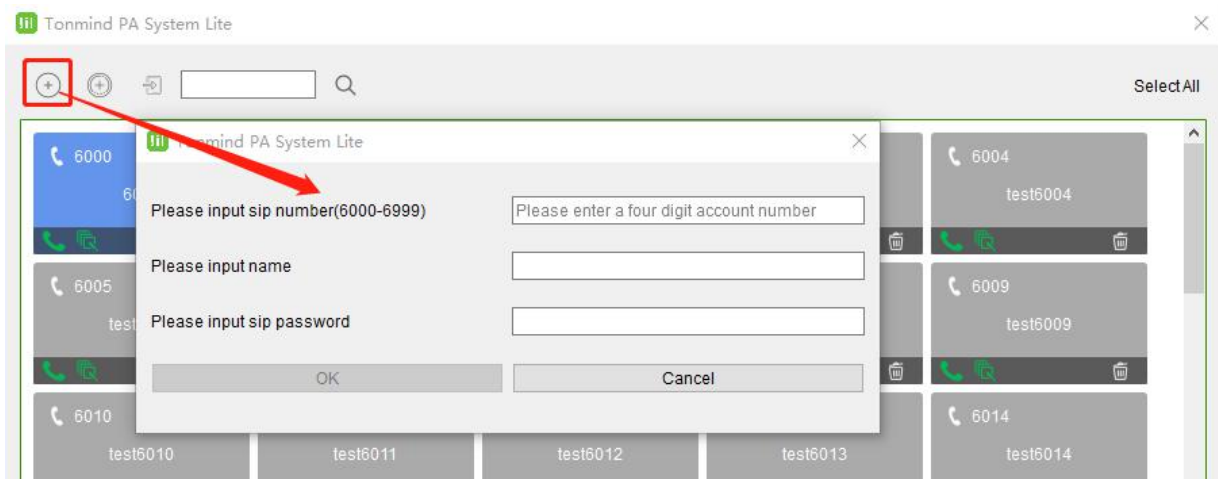 Tonmind PA System Lite
Select All
6000
6004
test6004
Tonmind PA System Lite
Please input sip number(6000-6999)
Please enter a four digit account number
Please input name
6005
6009
test
test6009
Please input sip password
OK
Cancel
6010
6014
test6010
test6011
test6012
test6013
test6014